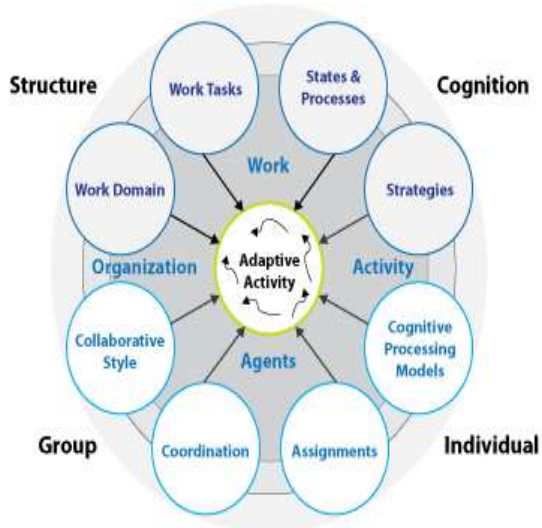 Structure
Cognition
Work Tasks
States &
Processes
Work
Work Domain
Strategies
Organization
Adaptive
Activity
Activity
Collaborative
Style
Cognitive
Processing
Models
Agents
Group
Coordination
Assignments
Individual